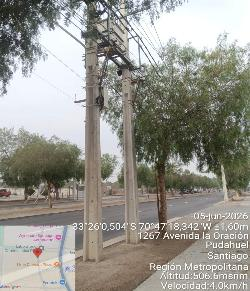 05-jun-2026
33°26'0,504"S 70°47'18,342"W ± 1,60m
1267 Avenida la Oración
Pudahuel
Santiago
Región Metropolitana
Altitud:506.6msnm
Velocidad:4.0km/h
Google